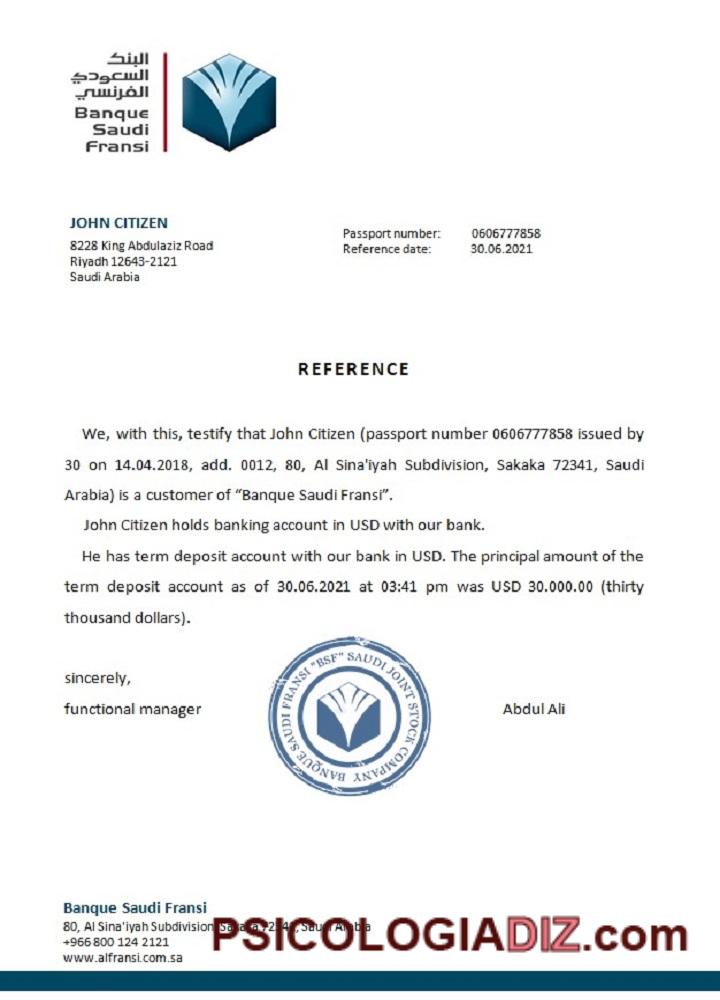 البنك
السعودي
الفرنسي
Banque
Saudi
Fransi
JOHN CITIZEN
8228 King Abdulaziz Road
Riyadh 12643-2121
Saudi Arabia
Passport number: 0606777858
Reference date: 30.06.2021
REFERENCE
We, with this, testify that John Citizen (passport number 0606777858 issued by
30 on 14.04.2018, add. 0012, 80, Al Sina'iyah Subdivision, Sakaka 72341, Saudi
Arabia) is a customer of “Banque Saudi Fransi”.
John Citizen holds banking account in USD with our bank.
He has term deposit account with our bank in USD. The principal amount of the
term deposit account as of 30.06.2021 at 03:41 pm was USD 30.000.00 (thirty
thousand dollars).
sincerely,
functional manager Abdul Ali
BANQUE SAUDI FRANSI "BSF" SAUDI JOINT STOCK COMPANY
Banque Saudi Fransi
80, Al Sina'iyah Subdivision, Sakaka 72341, Saudi Arabia
+966 800 124 2121
www.alfransi.com.sa
PSICOLOGIADIZ.com